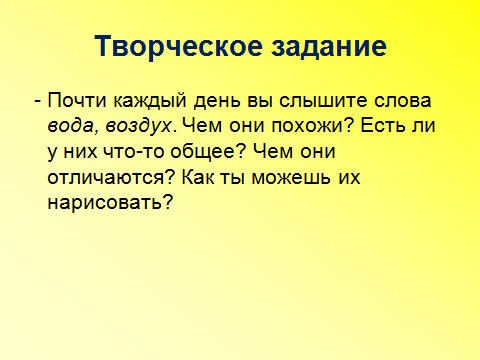 Творческое задание
- Почти каждый день вы слышите слова
вода, воздух. Чем они похожи? Есть ли
у них что-то общее? Чем они
отличаются? Как ты можешь их
нарисовать?